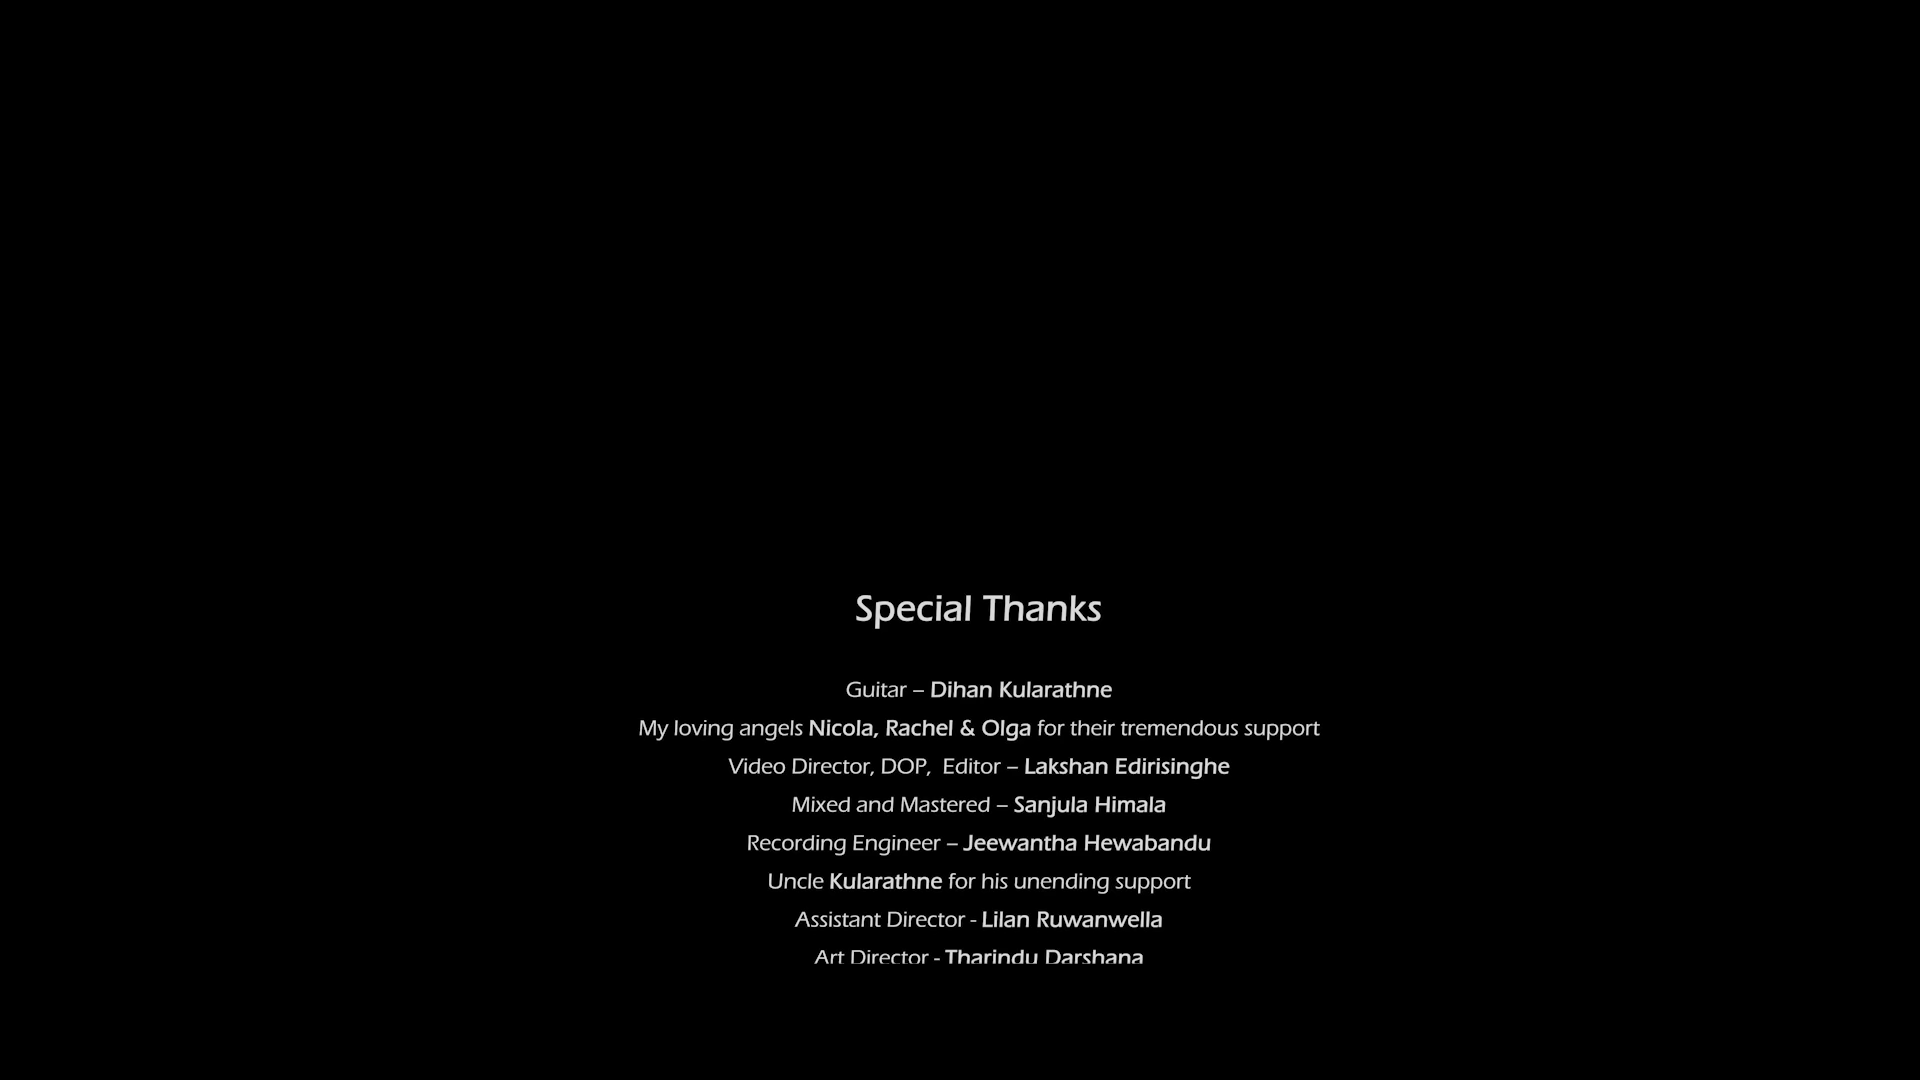 Special Thanks
Guitar – Dihan Kularathne
My loving angels Nicola, Rachel & Olga for their tremendous support
Video Director, DOP,  Editor – Lakshan Edirisinghe
Mixed and Mastered – Sanjula Himala
Recording Engineer – Jeewantha Hewabandu
Uncle Kularathne for his unending support
Assistant Director - Lilan Ruwanwella
Art Director - Tharindu Darshana